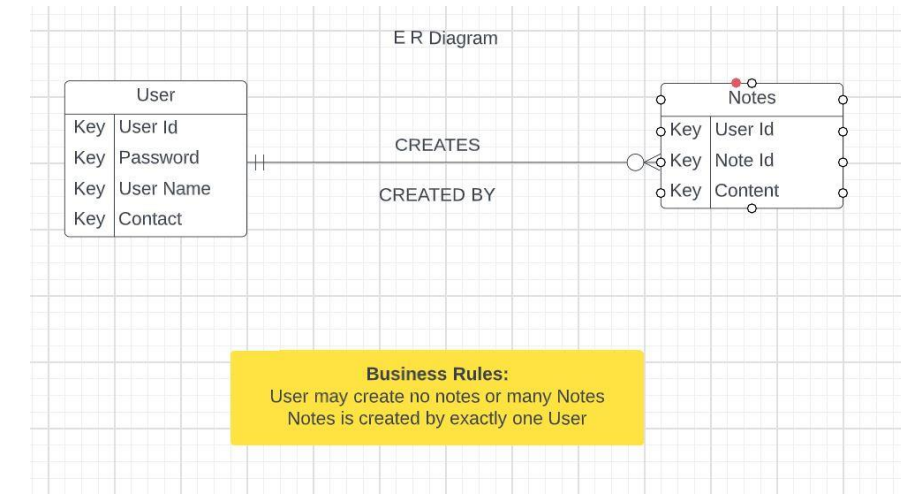 E R Diagram
User
Key User Id
Key Password
Key User Name
Key Contact
CREATES
CREATED BY
Notes
Key User Id
Key Note Id
Key Content
Business Rules:
User may create no notes or many Notes
Notes is created by exactly one User